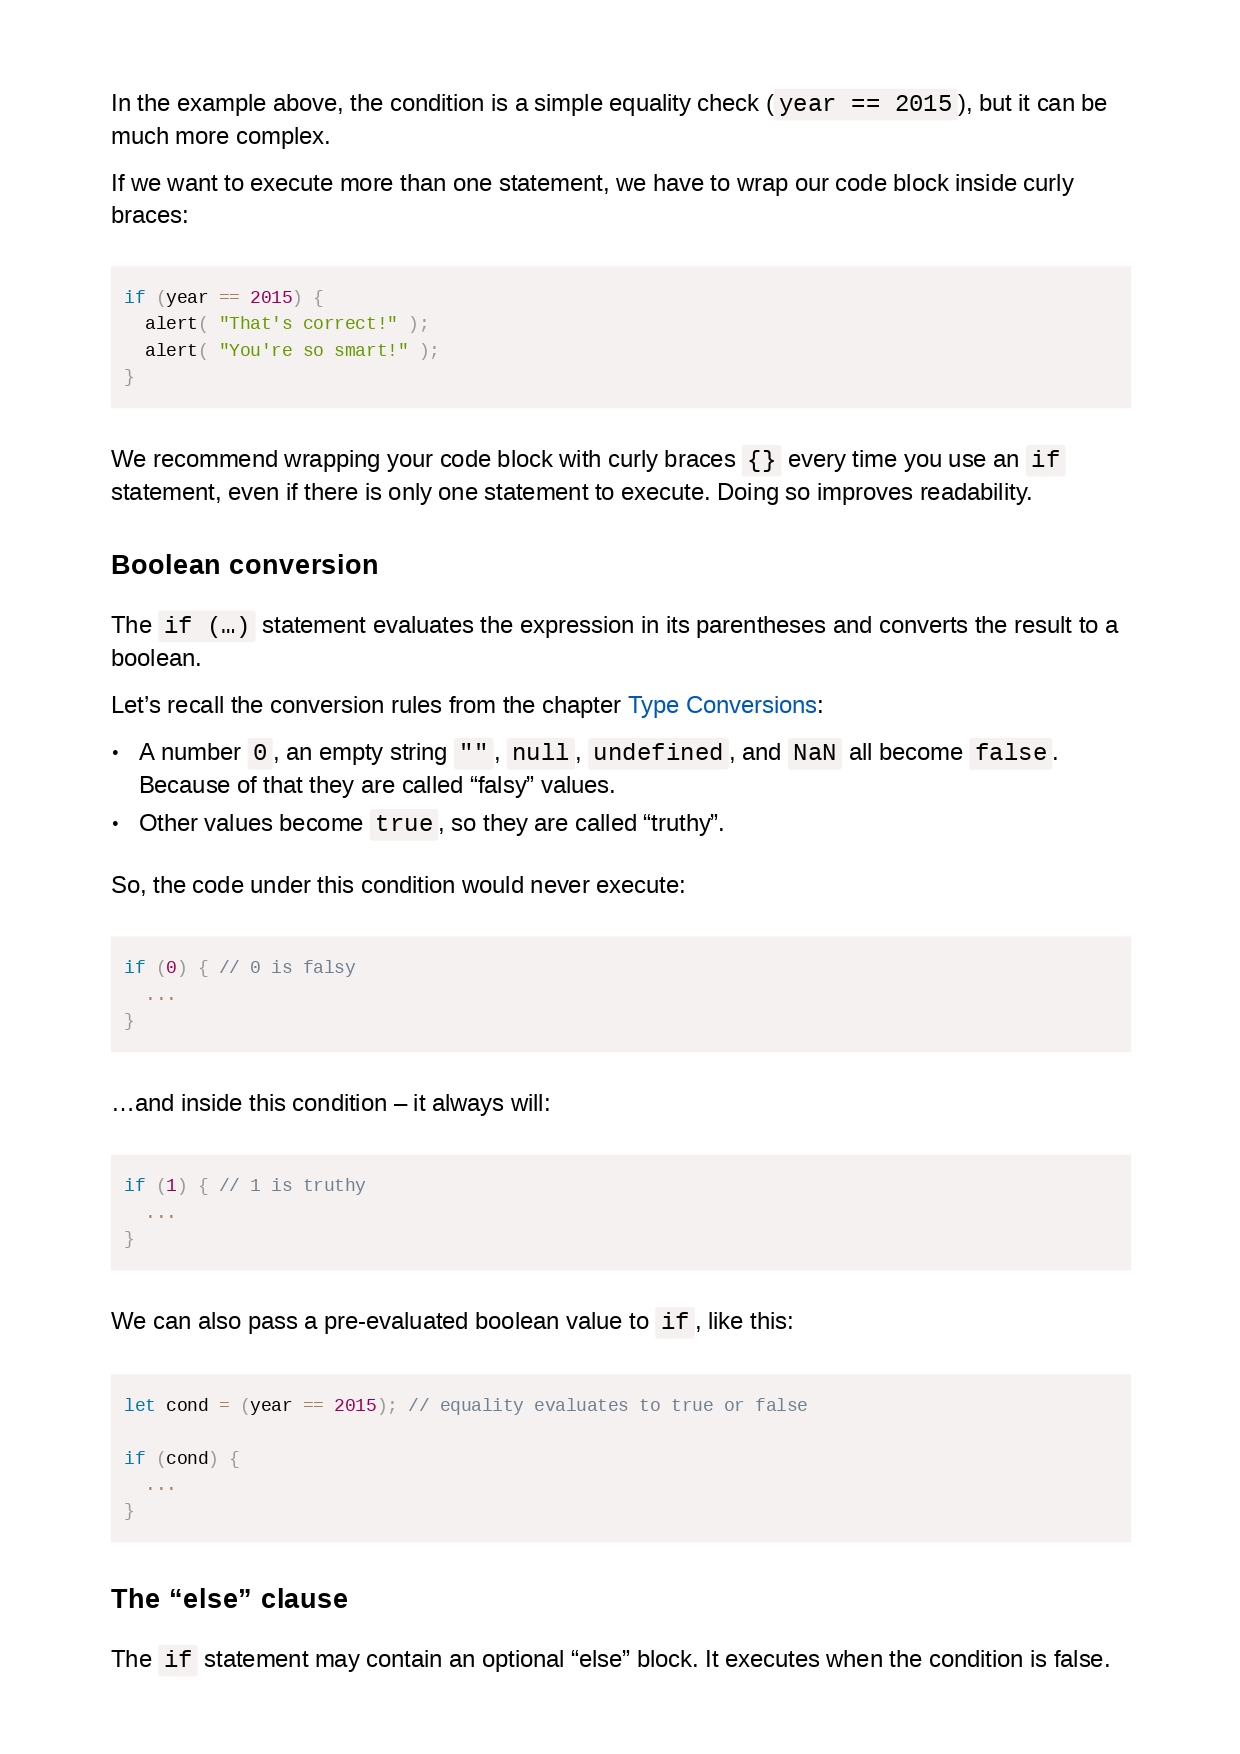 In the example above, the condition is a simple equality check (year == 2015), but it can be
much more complex.
If we want to execute more than one statement, we have to wrap our code block inside curly
braces:
if (year == 2015) {
  alert( "That's correct!" );
  alert( "You're so smart!" );
}
We recommend wrapping your code block with curly braces {} every time you use an if
statement, even if there is only one statement to execute. Doing so improves readability.
Boolean conversion
The if (…) statement evaluates the expression in its parentheses and converts the result to a
boolean.
Let’s recall the conversion rules from the chapter Type Conversions:
• A number 0, an empty string "", null, undefined, and NaN all become false.
Because of that they are called “falsy” values.
• Other values become true, so they are called “truthy”.
So, the code under this condition would never execute:
if (0) { // 0 is falsy
  ...
}
…and inside this condition – it always will:
if (1) { // 1 is truthy
  ...
}
We can also pass a pre-evaluated boolean value to if, like this:
let cond = (year == 2015); // equality evaluates to true or false
if (cond) {
  ...
}
The “else” clause
The if statement may contain an optional “else” block. It executes when the condition is false.